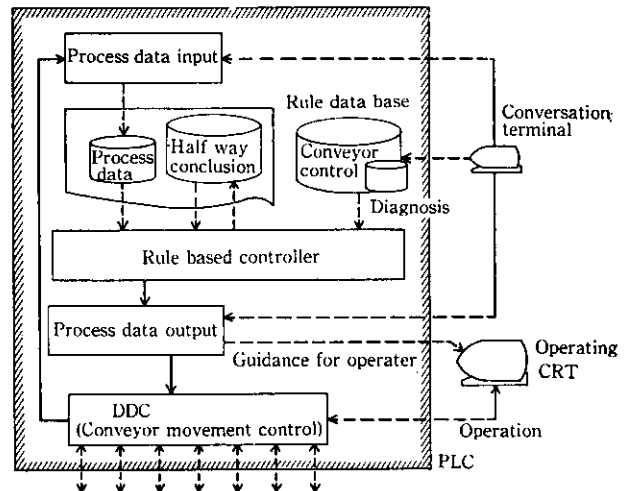 Process data input
Rule data base
Conversation
terminal
Process
data
Half way
conclusion
Conveyor
control
Diagnosis
Rule based controller
Process data output
Guidance for operater
Operating
CRT
DDC
(Conveyor movement control)
Operation
PLC